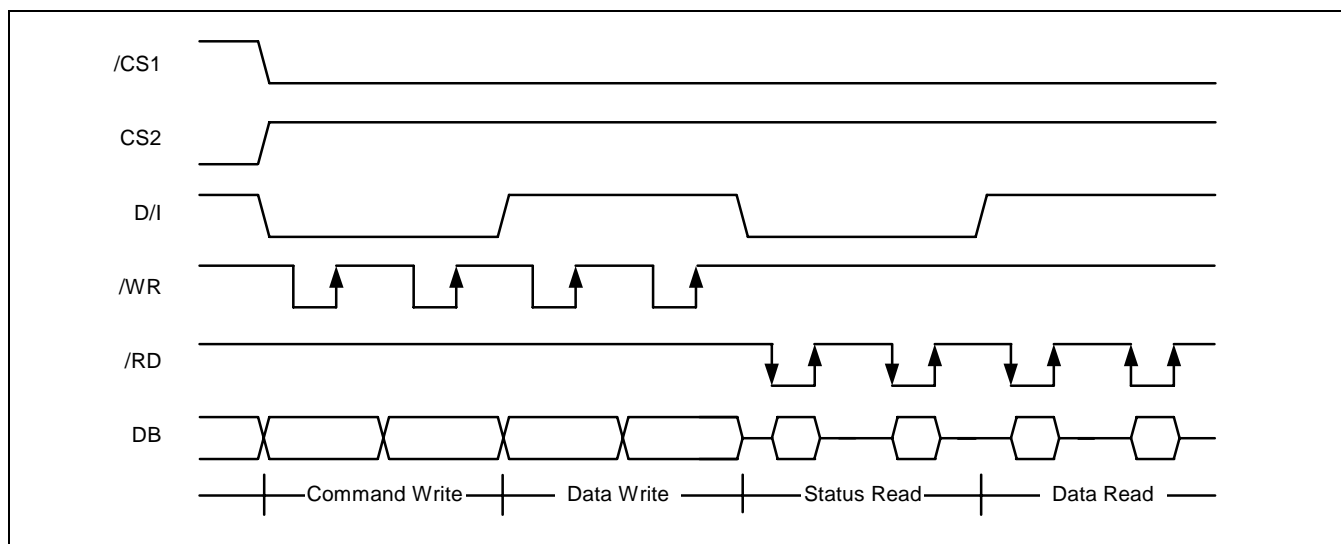 /CS1
CS2
D/I
/WR
/RD
DB
Command Write Data Write Status Read Data Read